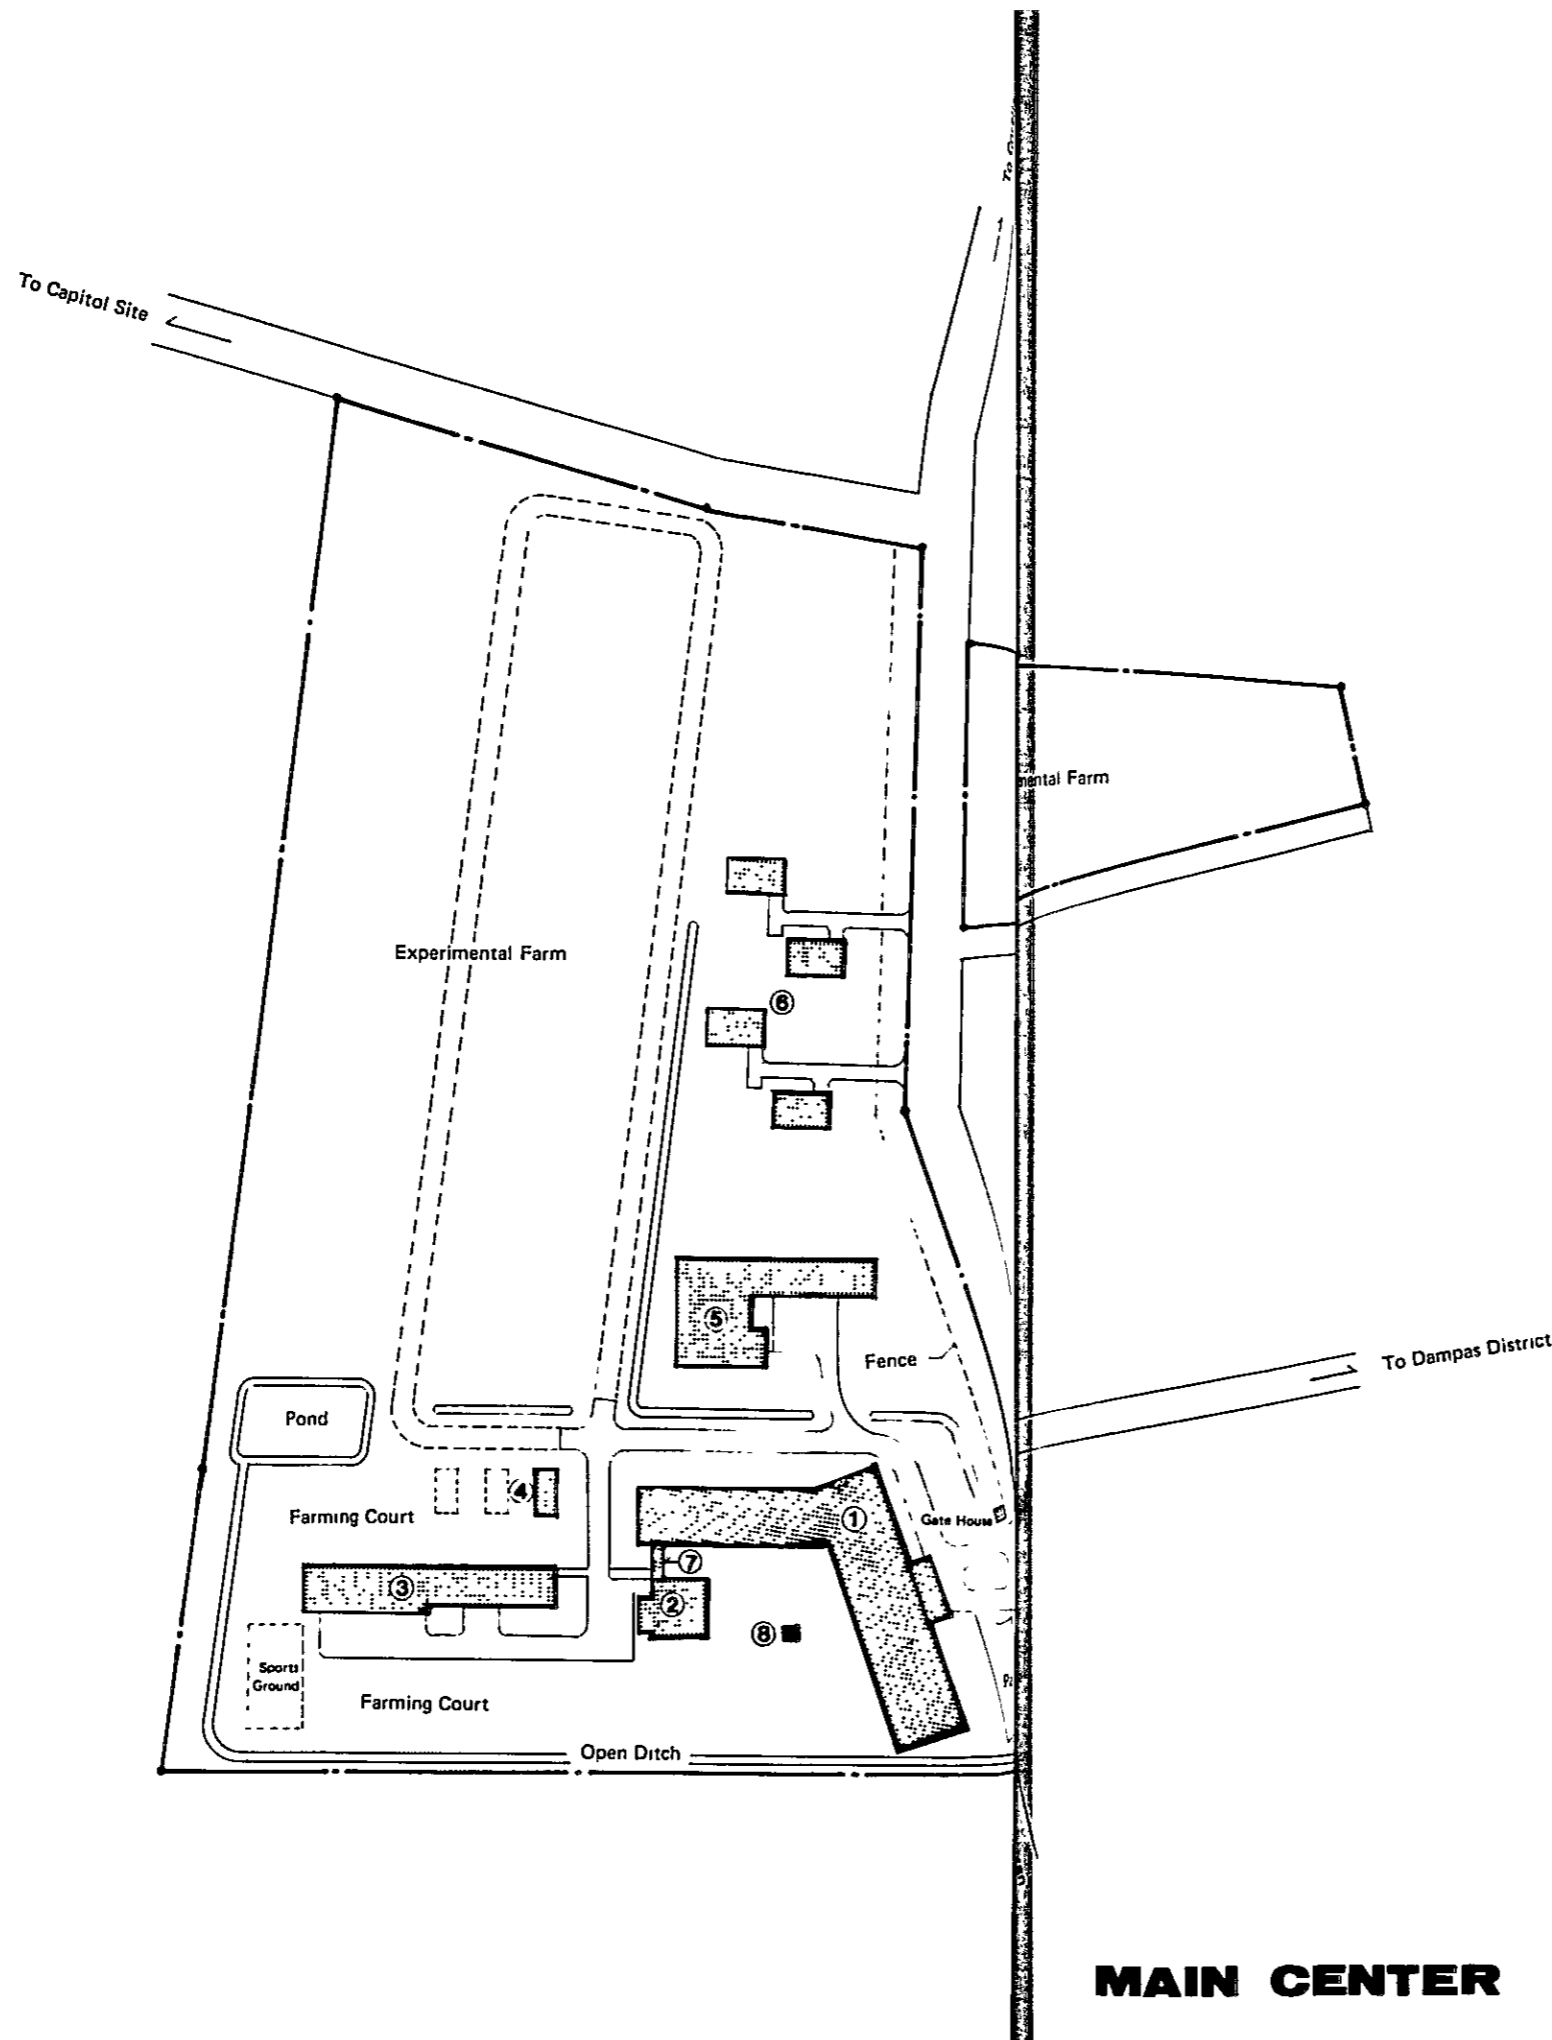 To Capitol Site
mental Farm
Experimental Farm
⑥
⑤
Fence
To Dampas District
Pond
④
Farming Court
①
Gate House
⑦
③
②
⑧
Sports
Ground
Farming Court
Open Ditch
MAIN CENTER